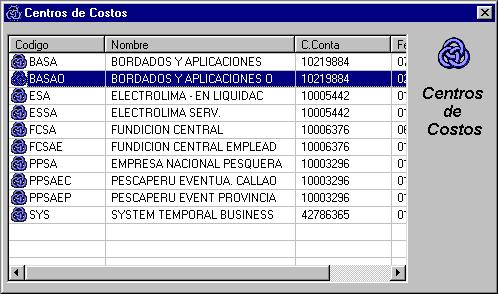 Centros de Costos
Codigo Nombre C.Conta Fe
BASA BORDADOS Y APLICACIONES 10219884 07
BASAO BORDADOS Y APLICACIONES O 10219884 02
ESA ELECTROLIMA - EN LIQUIDAC 10005442 01
ESSA ELECTROLIMA SERV. 10005442 01
FCSA FUNDICION CENTRAL 10006376 06
FCSAE FUNDICION CENTRAL EMPLEAD 10006376 01
PPSA EMPRESA NACIONAL PESQUERA 10003296 01
PPSAEC PESCAPERU EVENTUA. CALLAO 10003296 01
PPSAEP PESCAPERU EVENT PROVINCIA 10003296 01
SYS SYSTEM TEMPORAL BUSINESS 42786365 01
Centros
de
Costos